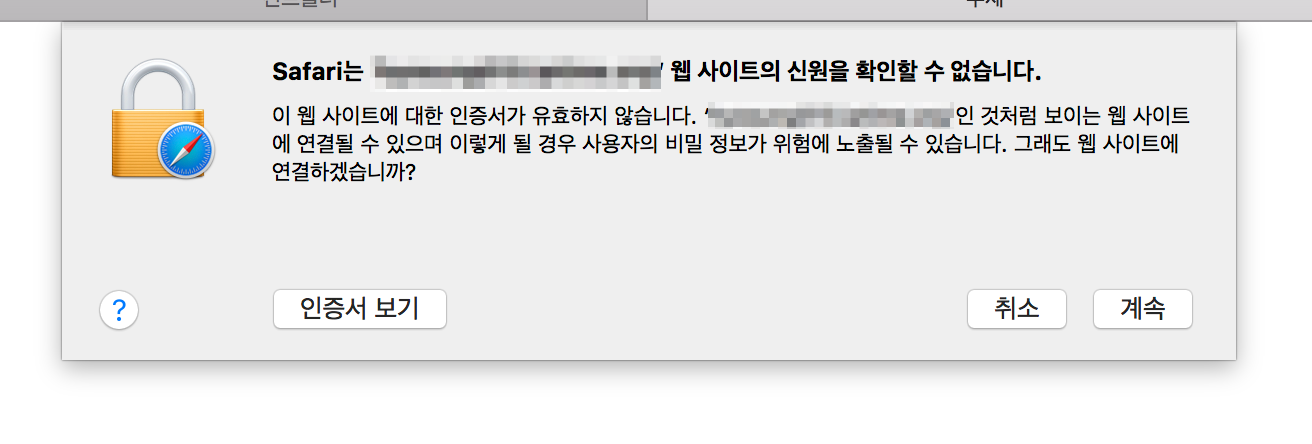 Safari는 ' 웹 사이트의 신원을 확인할 수 없습니다.
이 웹 사이트에 대한 인증서가 유효하지 않습니다. '인 것처럼 보이는 웹 사이트
에 연결될 수 있으며 이렇게 될 경우 사용자의 비밀 정보가 위험에 노출될 수 있습니다. 그래도 웹 사이트에
연결하겠습니까?
?
인증서 보기
취소
계속